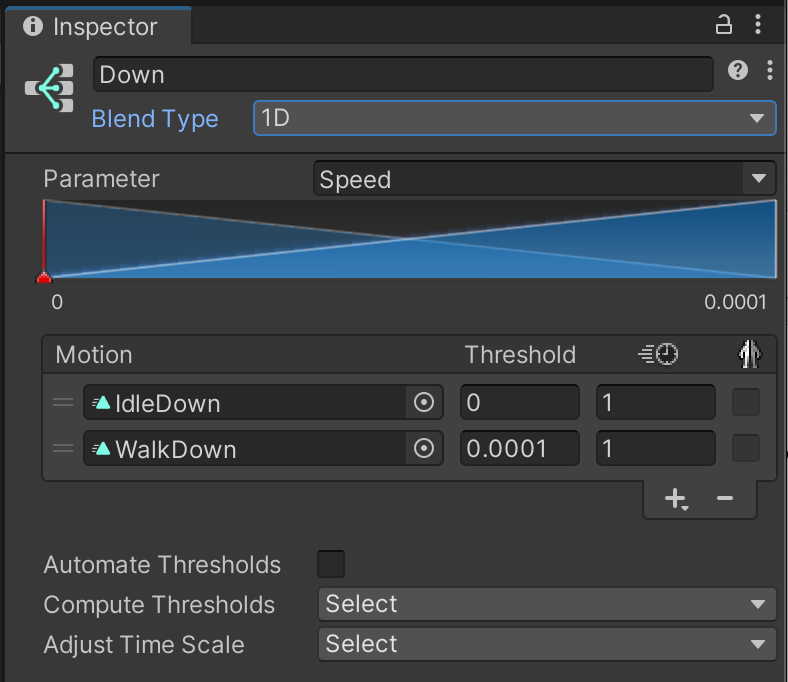 Inspector
Down
Blend Type 1D
Parameter Speed
0 0.0001
Motion Threshold
IdleDown 0 1
WalkDown 0.0001 1
Automate Thresholds
Compute Thresholds Select
Adjust Time Scale Select